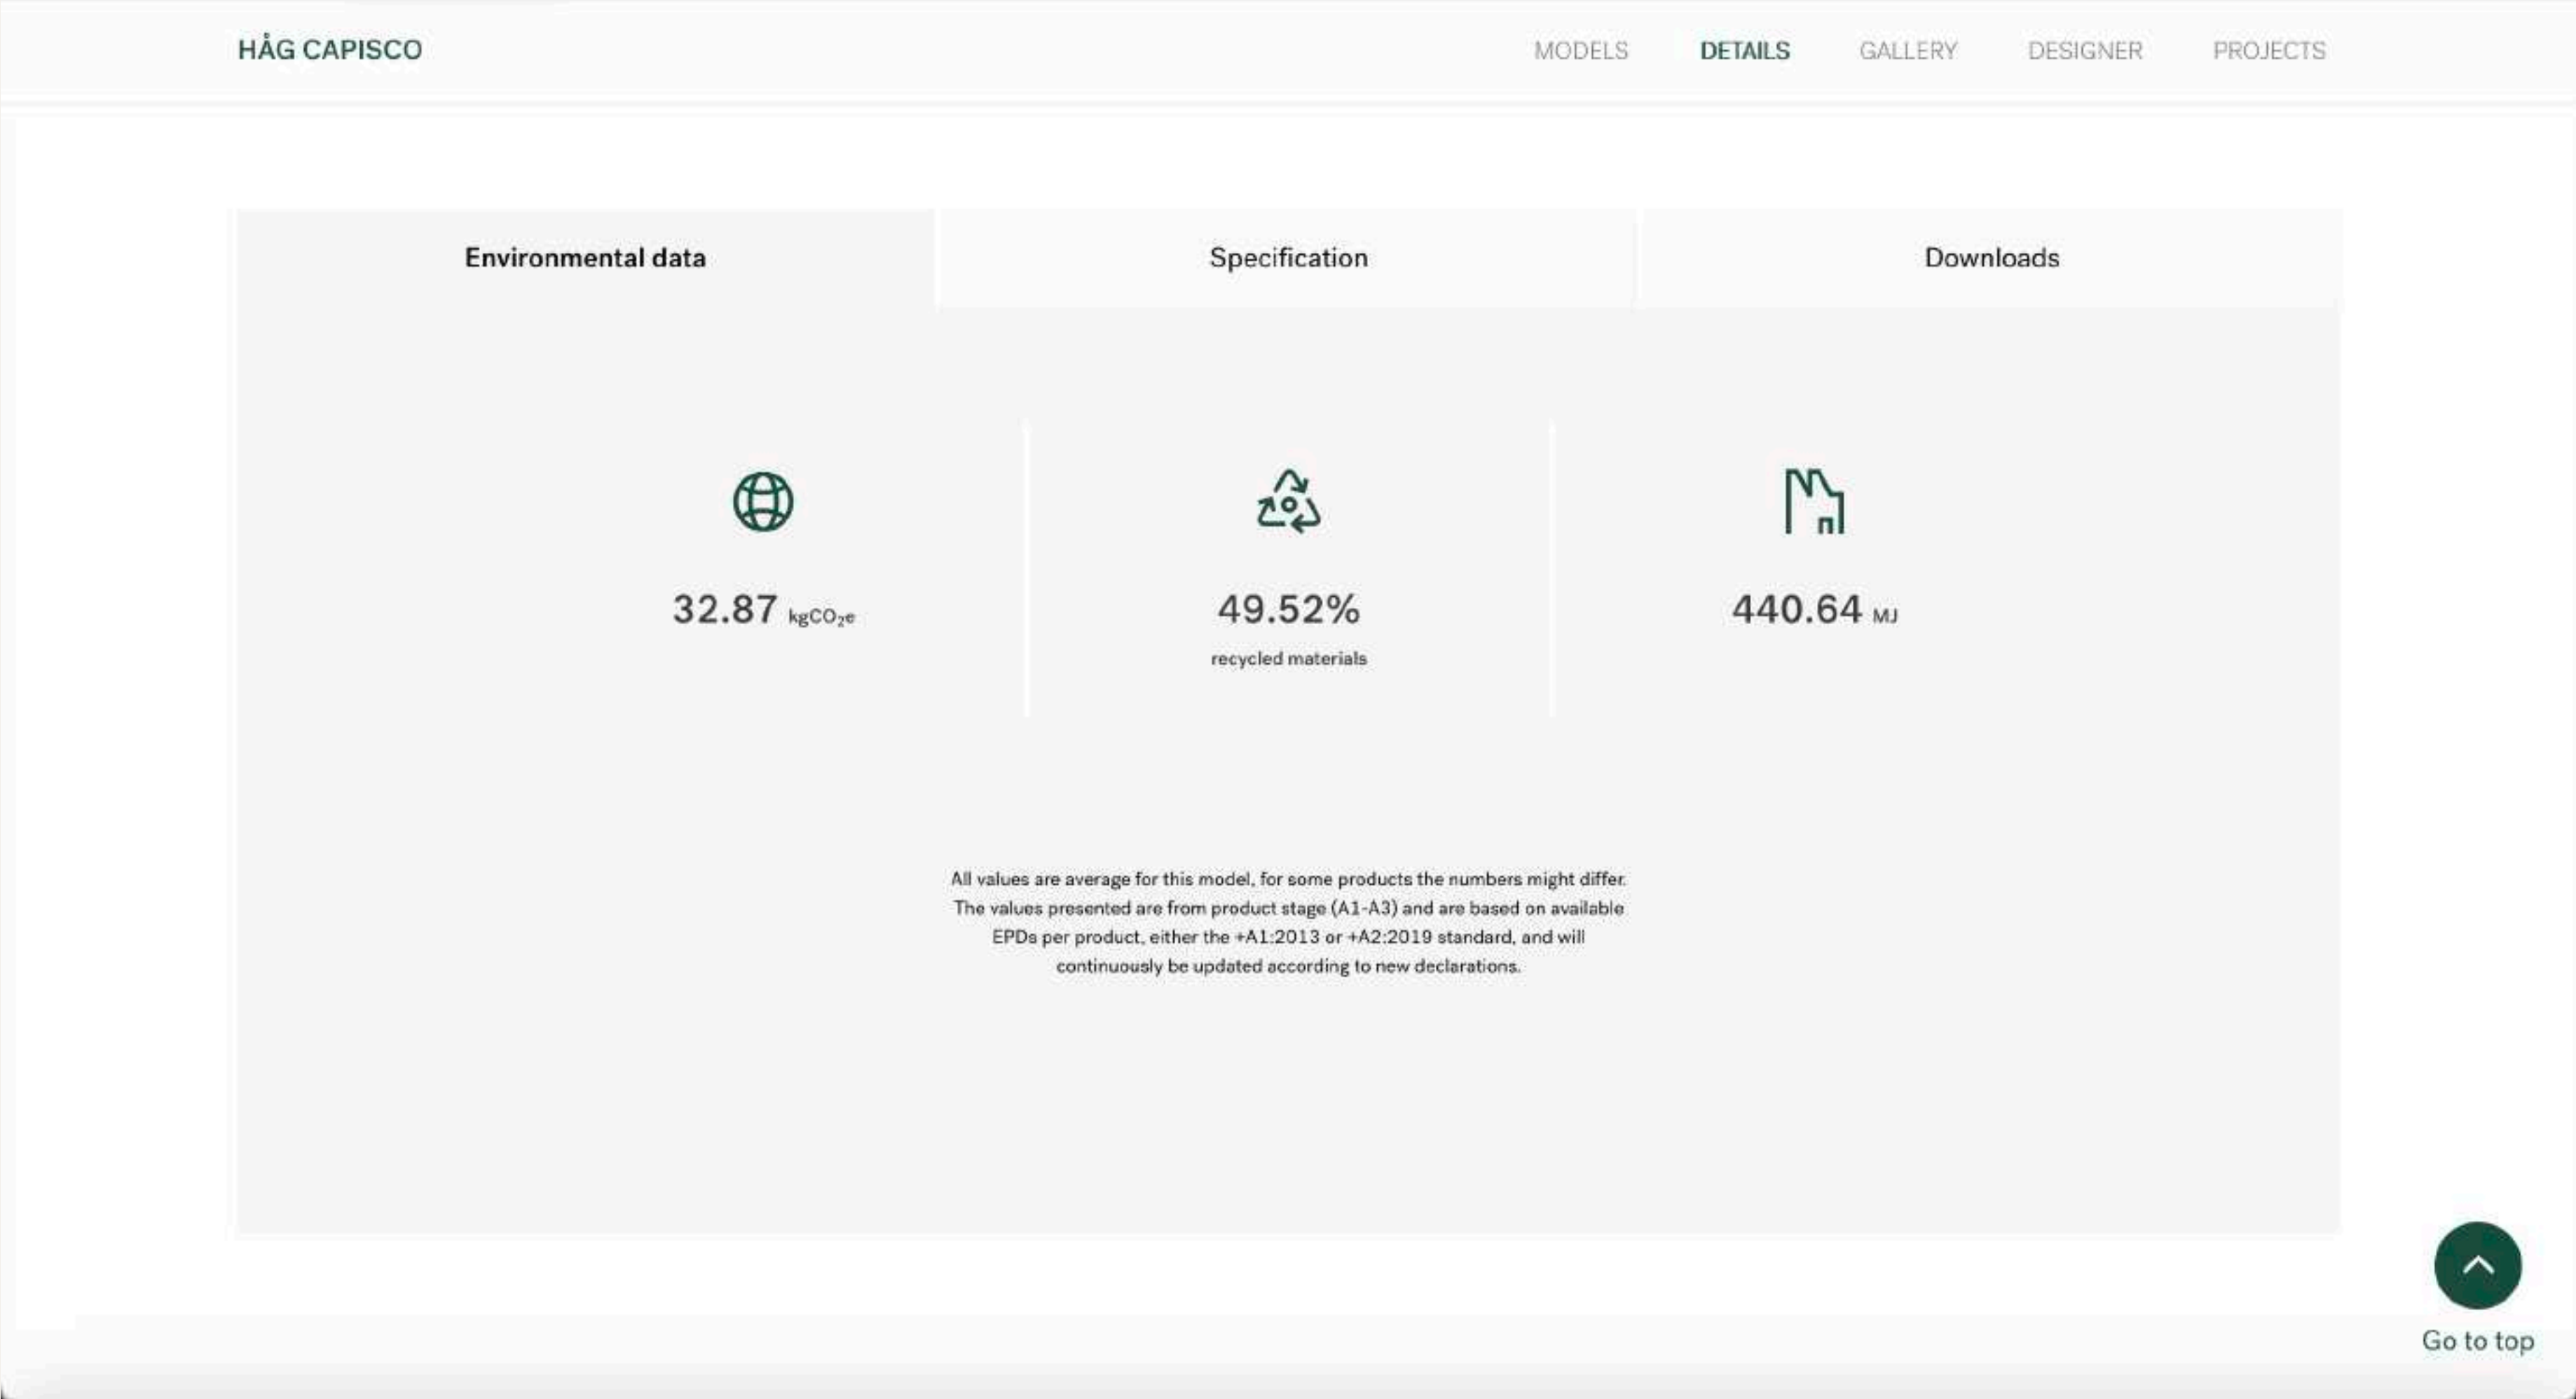 HÅG CAPISCO
MODELS DETAILS GALLERY DESIGNER PROJECTS
Environmental data Specification Downloads
32.87 kgCO₂e
49.52%
recycled materials
440.64 MJ
All values are average for this model, for some products the numbers might differ.
The values presented are from product stage (A1-A3) and are based on available
EPDs per product, either the +A1:2013 or +A2:2019 standard, and will
continuously be updated according to new declarations.
Go to top